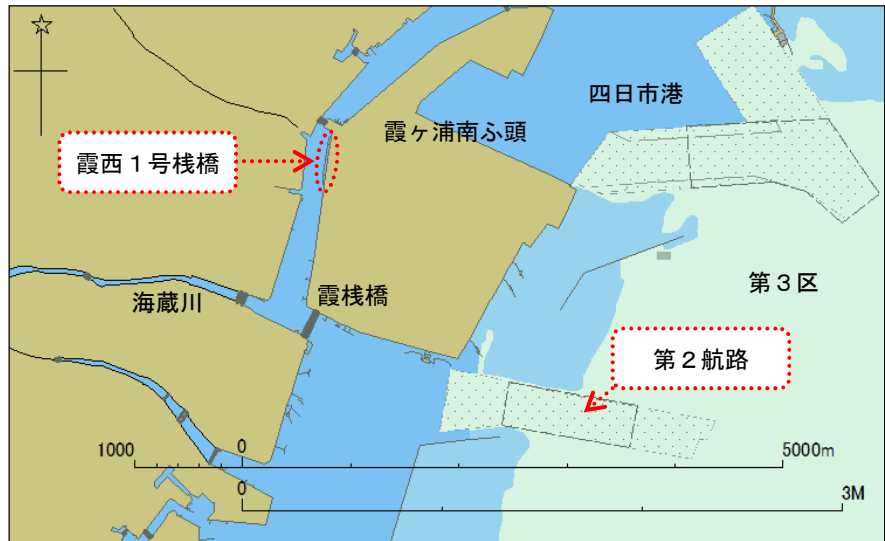 四日市港
霞ヶ浦南ふ頭
霞西１号桟橋
第３区
海蔵川
霞桟橋
第２航路
1000
0
5000m
0
3M